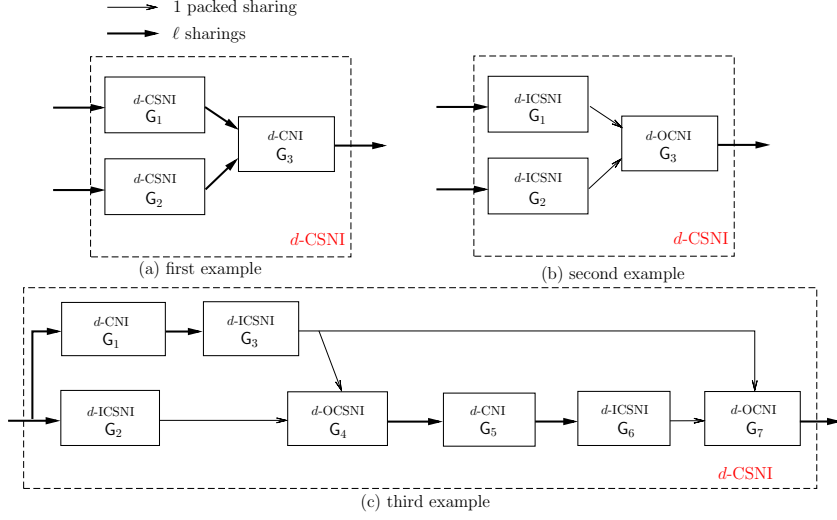 1 packed sharing
ℓ sharings
d-CSNI
G₁
d-CSNI
G₂
d-CNI
G₃
d-CSNI
(a) first example
d-ICSNI
G₁
d-ICSNI
G₂
d-OCNI
G₃
d-CSNI
(b) second example
d-CNI
G₁
d-ICSNI
G₃
d-ICSNI
G₂
d-OCSNI
G₄
d-CNI
G₅
d-ICSNI
G₆
d-OCNI
G₇
d-CSNI
(c) third example